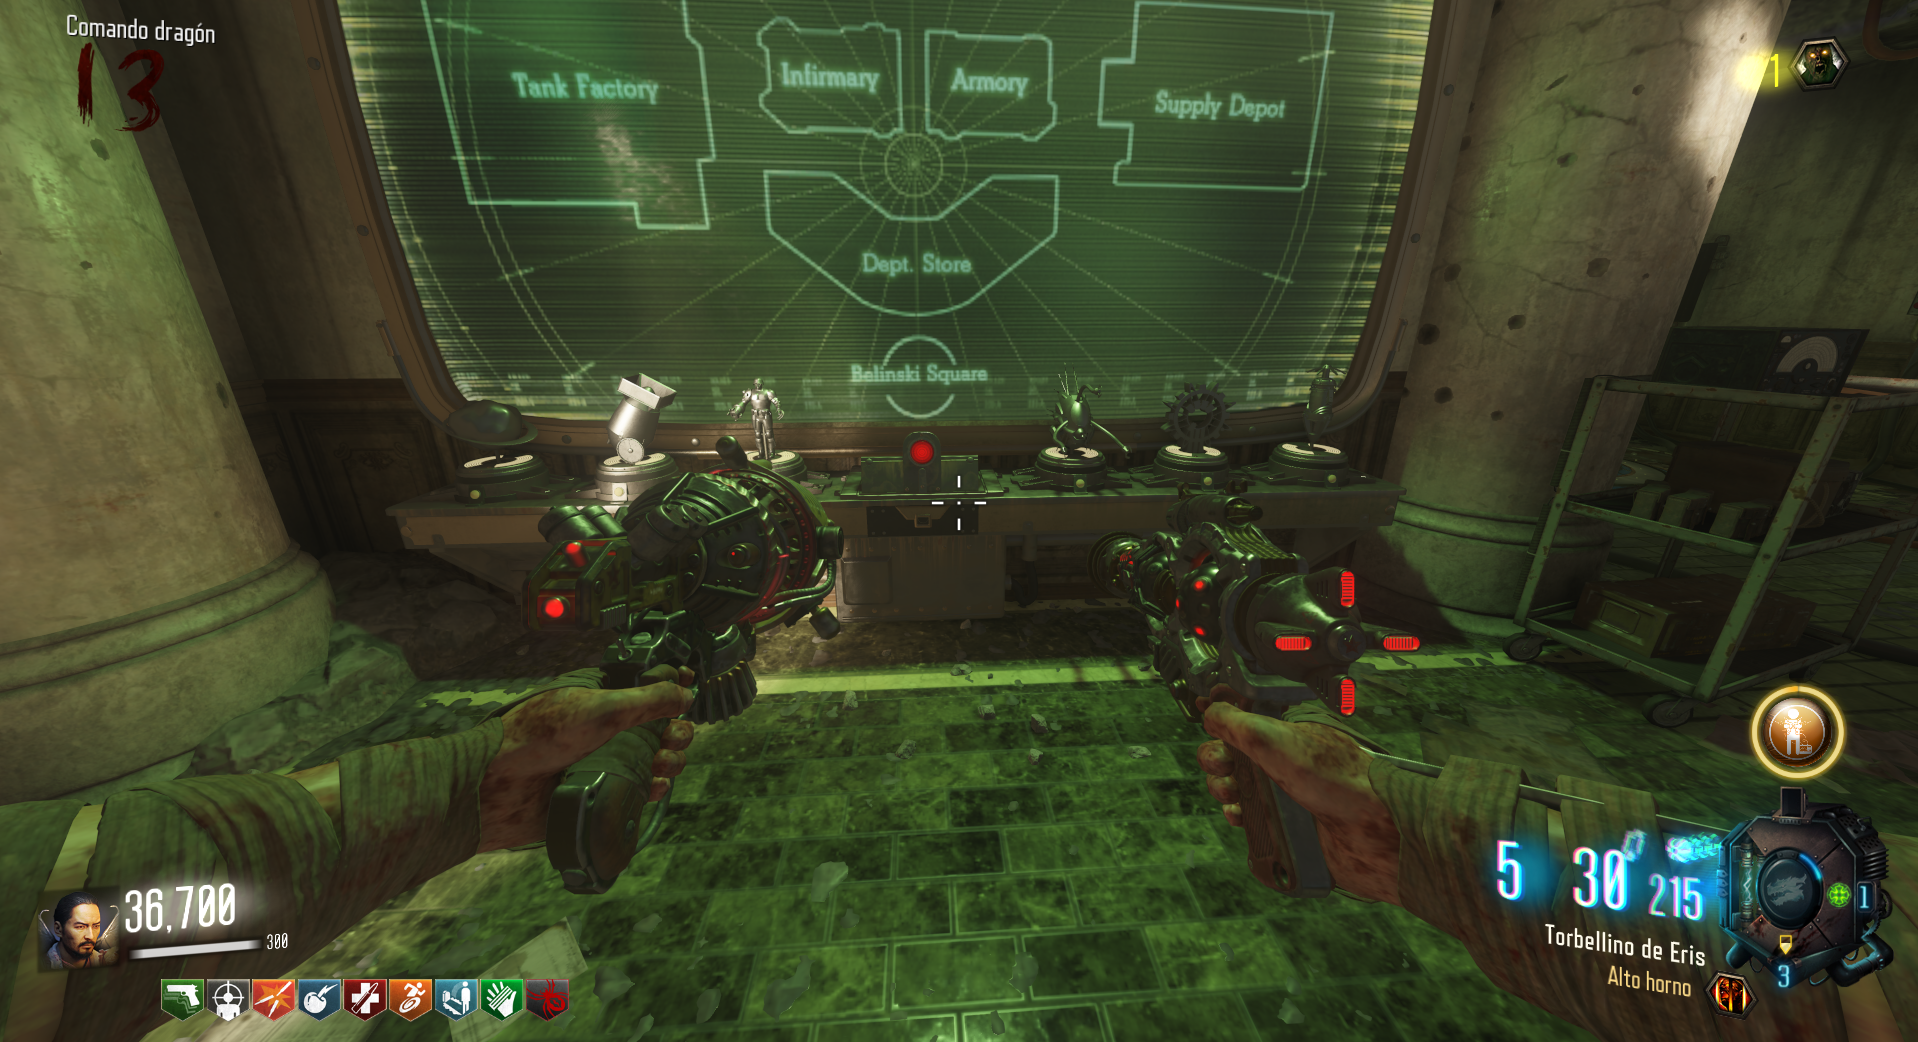 Comando dragón
13
1
Tank Factory
Infirmary
Armory
Supply Depot
Dept. Store
Belinski Square
36,700
300
5
30
215
1
3
Torbellino de Eris
Alto horno